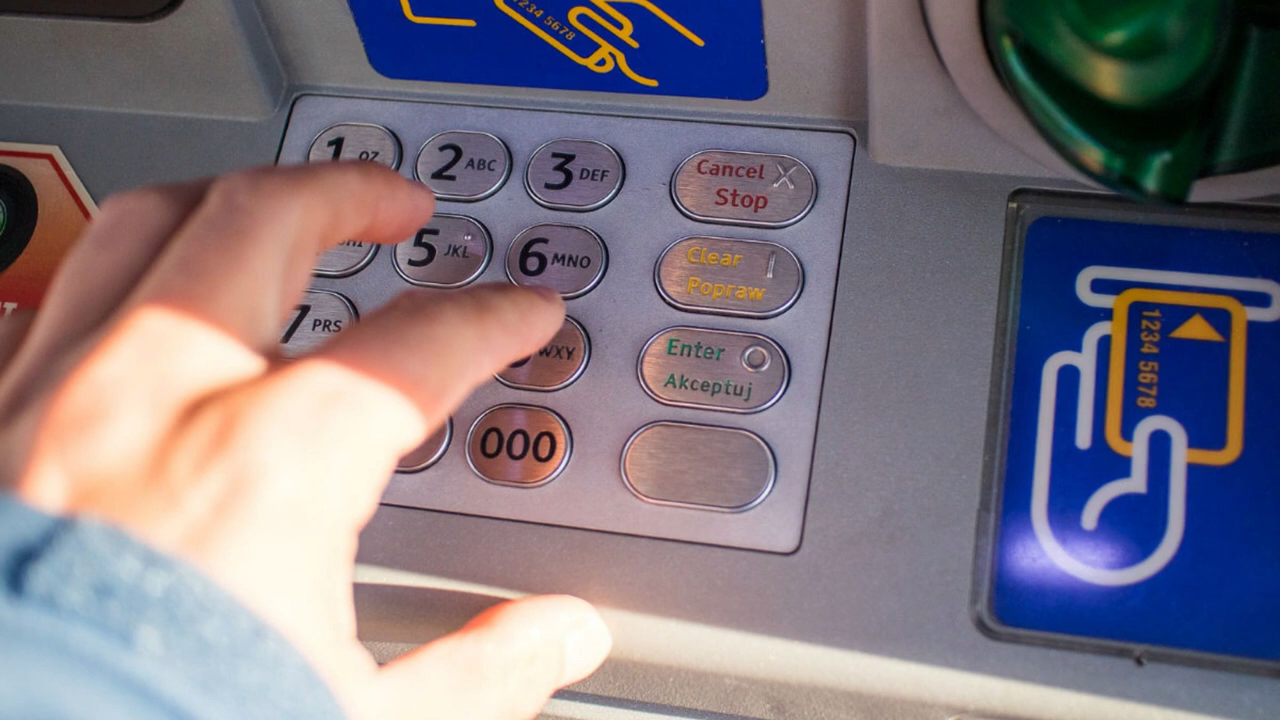 1234 5678
1 QZ
2 ABC
3 DEF
Cancel
Stop
5 JKL
6 MNO
Clear
Popraw
7 PRS
WXY
Enter
Akceptuj
000
1234 5678